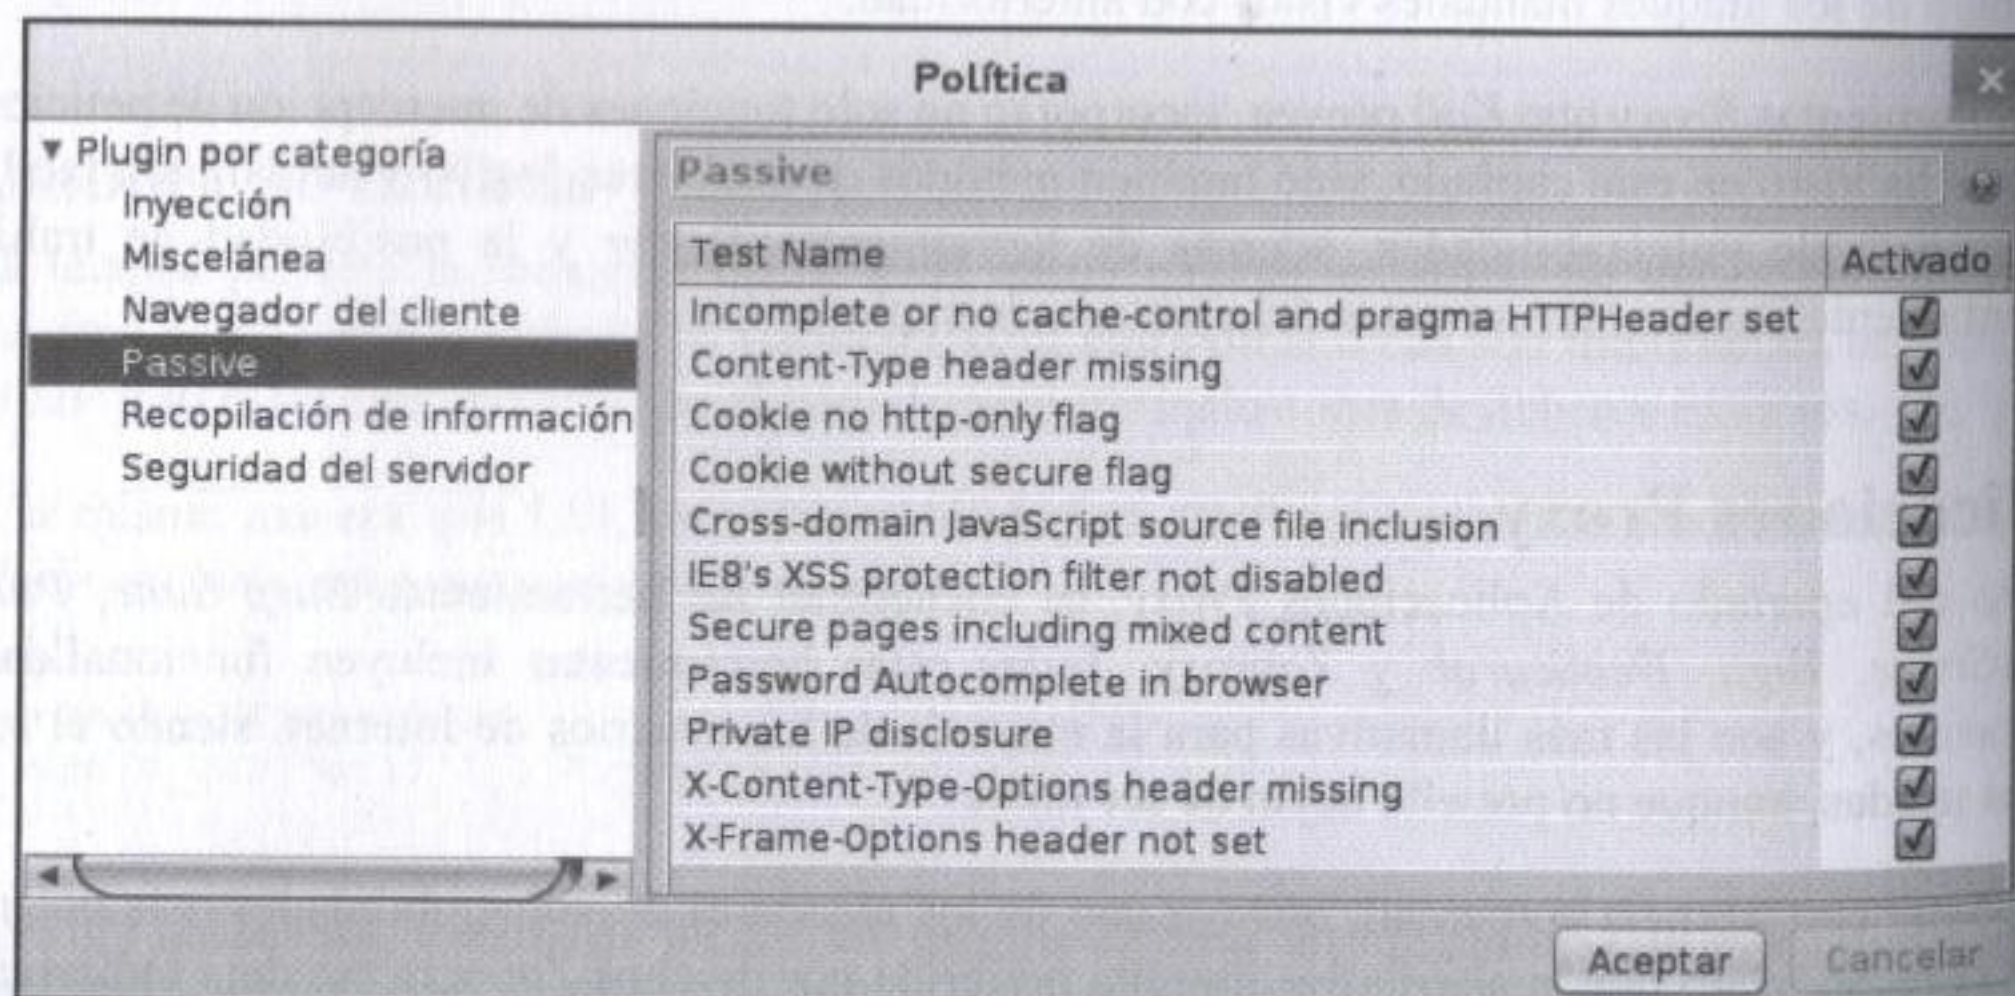 Política
Plugin por categoría
Inyección
Miscelánea
Navegador del cliente
Passive
Recopilación de información
Seguridad del servidor
Passive
Test Name Activado
Incomplete or no cache-control and pragma HTTPHeader set
Content-Type header missing
Cookie no http-only flag
Cookie without secure flag
Cross-domain JavaScript source file inclusion
IE8's XSS protection filter not disabled
Secure pages including mixed content
Password Autocomplete in browser
Private IP disclosure
X-Content-Type-Options header missing
X-Frame-Options header not set
Aceptar Cancelar